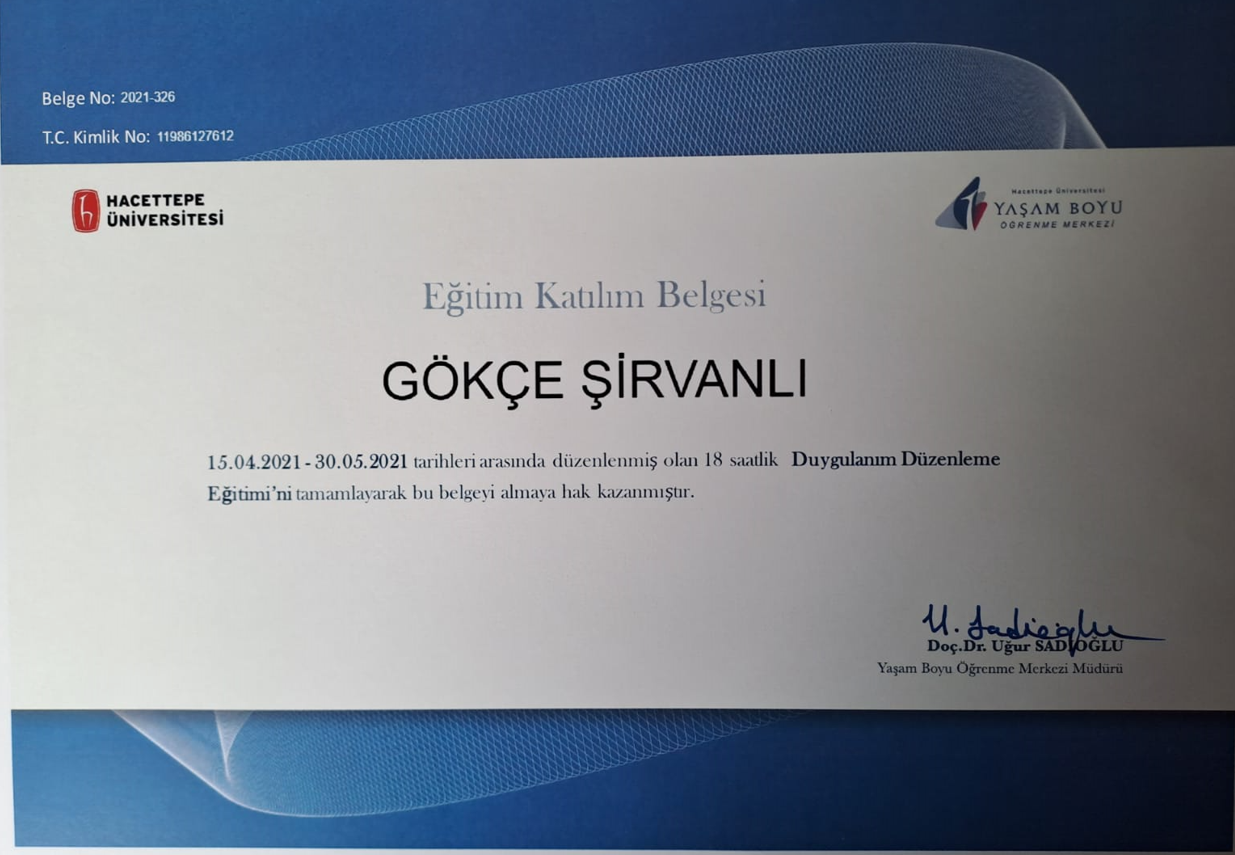 Belge No: 2021-326
T.C. Kimlik No: 11986127612
HACETTEPE
ÜNİVERSİTESİ
Hacettepe Üniversitesi
YAŞAM BOYU
ÖĞRENME MERKEZİ
Eğitim Katılım Belgesi
GÖKÇE ŞİRVANLI
15.04.2021 - 30.05.2021 tarihleri arasında düzenlenmiş olan 18 saatlik Duygulanım Düzenleme
Eğitimi'ni tamamlayarak bu belgeyi almaya hak kazanmıştır.
U. Sadioğlu
Doç.Dr. Uğur SADİOĞLU
Yaşam Boyu Öğrenme Merkezi Müdürü